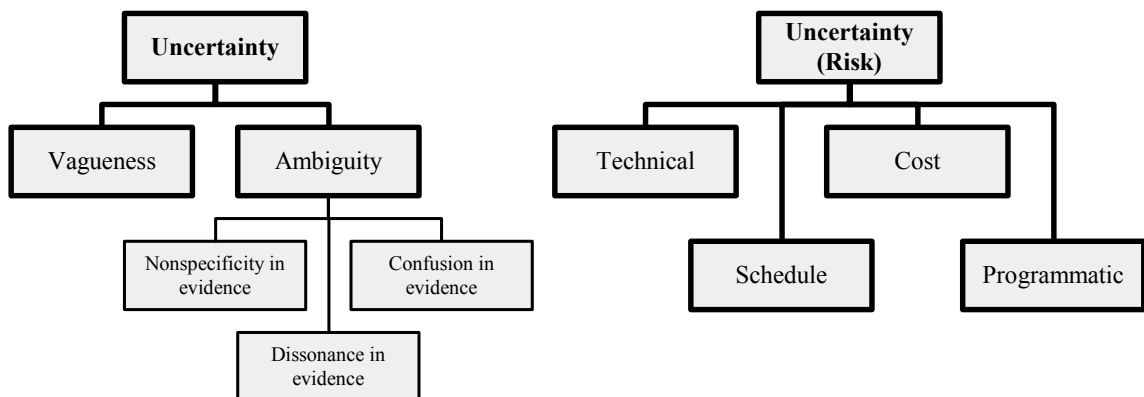 Uncertainty
Vagueness
Ambiguity
Nonspecificity in
evidence
Confusion in
evidence
Dissonance in
evidence
Uncertainty
(Risk)
Technical
Cost
Schedule
Programmatic